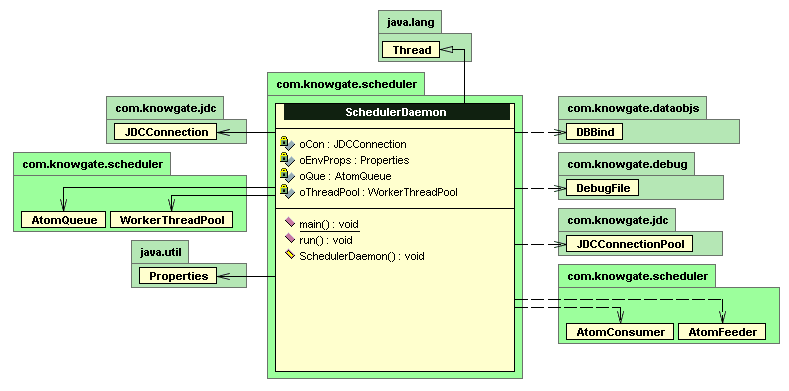 java.lang
Thread
com.knowgate.scheduler
SchedulerDaemon
oCon : JDCConnection
oEnvProps : Properties
oQue : AtomQueue
oThreadPool : WorkerThreadPool
main() : void
run() : void
SchedulerDaemon() : void
com.knowgate.jdc
JDCConnection
com.knowgate.scheduler
AtomQueue WorkerThreadPool
java.util
Properties
com.knowgate.dataobjs
DBBind
com.knowgate.debug
DebugFile
com.knowgate.jdc
JDCConnectionPool
com.knowgate.scheduler
AtomConsumer AtomFeeder